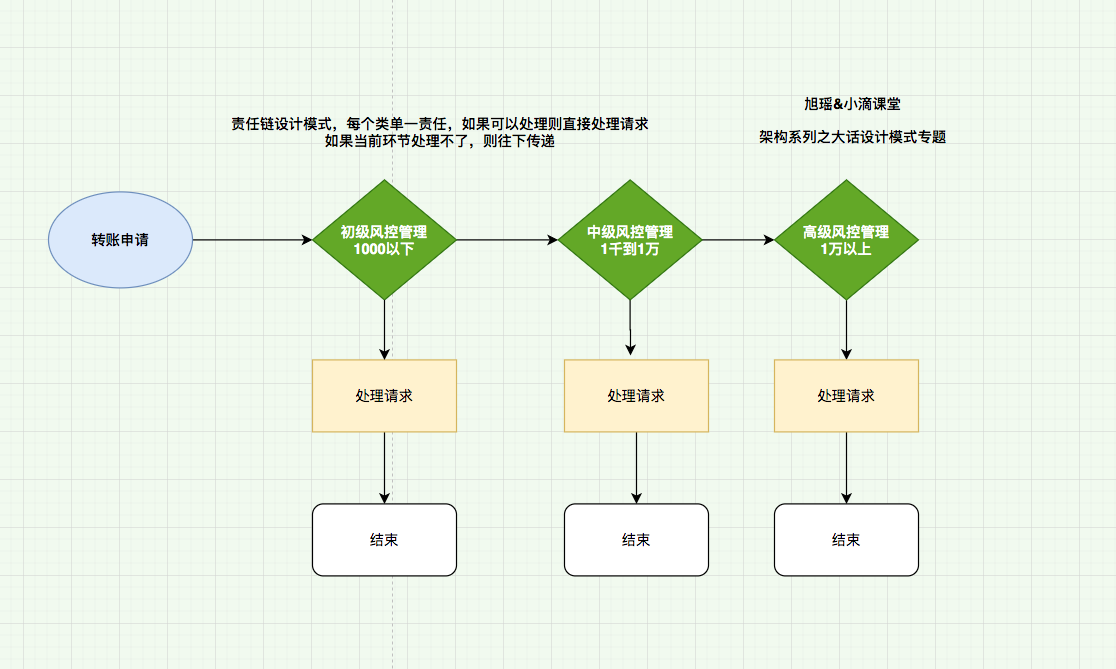 旭瑶&小滴课堂
责任链设计模式，每个类单一责任，如果可以处理则直接处理请求
如果当前环节处理不了，则往下传递
架构系列之大话设计模式专题
转账申请
初级风控管理
1000以下
中级风控管理
1千到1万
高级风控管理
1万以上
处理请求
处理请求
处理请求
结束
结束
结束